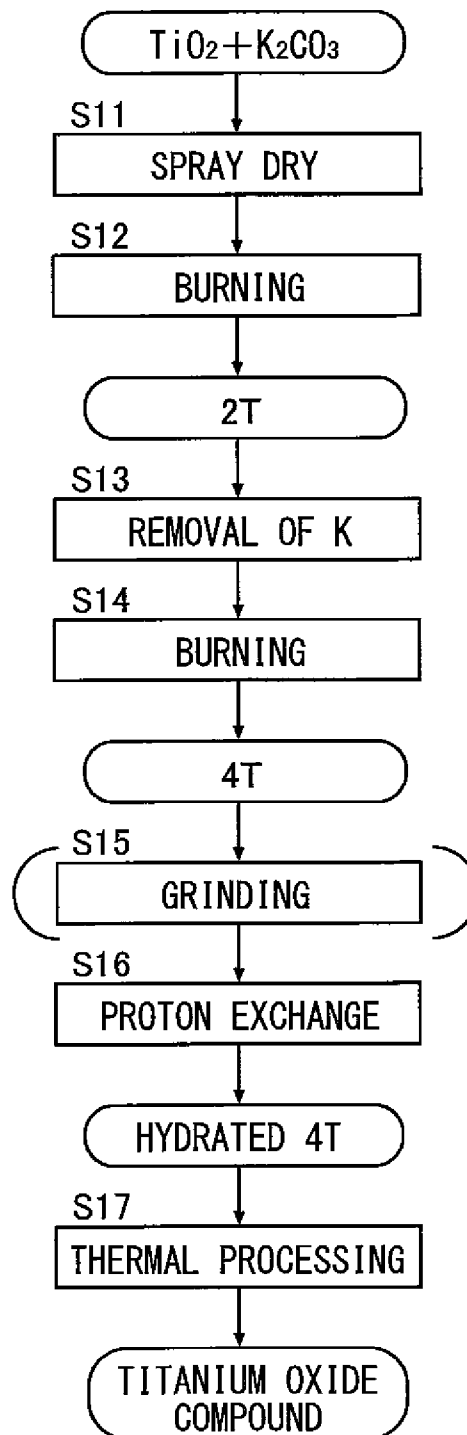 TiO₂+K₂CO₃
S11
SPRAY DRY
S12
BURNING
2T
S13
REMOVAL OF K
S14
BURNING
4T
S15
GRINDING
S16
PROTON EXCHANGE
HYDRATED 4T
S17
THERMAL PROCESSING
TITANIUM OXIDE
COMPOUND